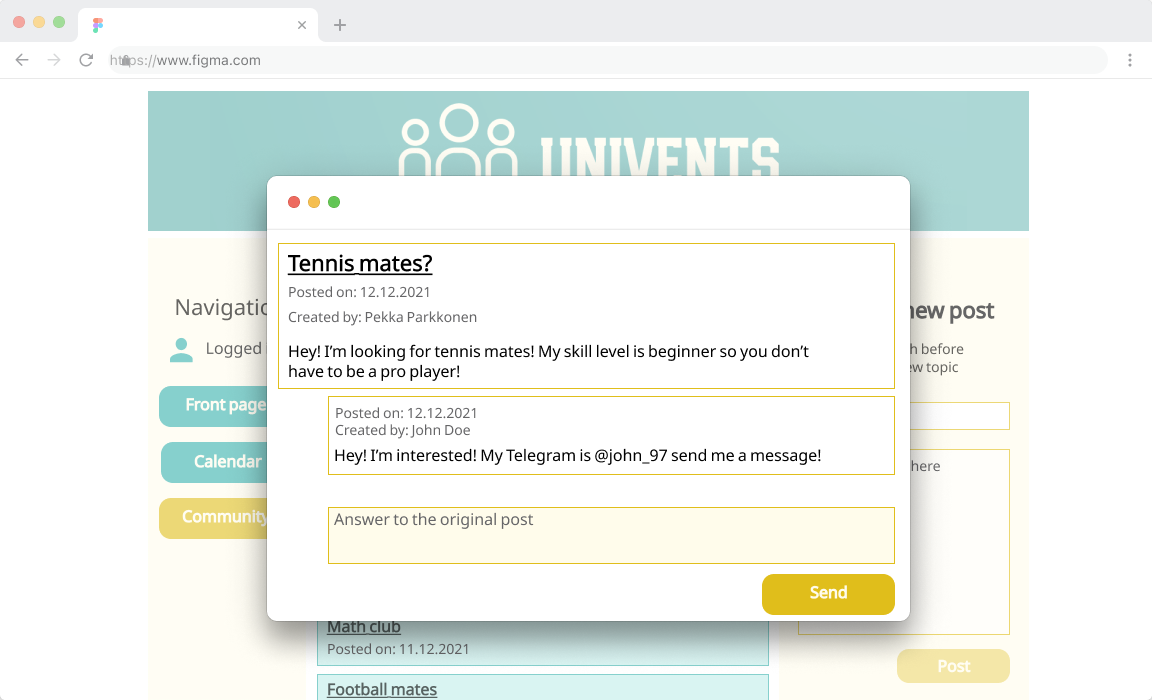 https://www.figma.com
UNIVENTS
Tennis mates?
Posted on: 12.12.2021
Created by: Pekka Parkkonen
Hey! I'm looking for tennis mates! My skill level is beginner so you don't
have to be a pro player!
Posted on: 12.12.2021
Created by: John Doe
Hey! I'm interested! My Telegram is @john_97 send me a message!
Answer to the original post
Send
Logged
Front page
Calendar
Community
new post
before
topic
here
Post
Math club
Posted on: 11.12.2021
Football mates